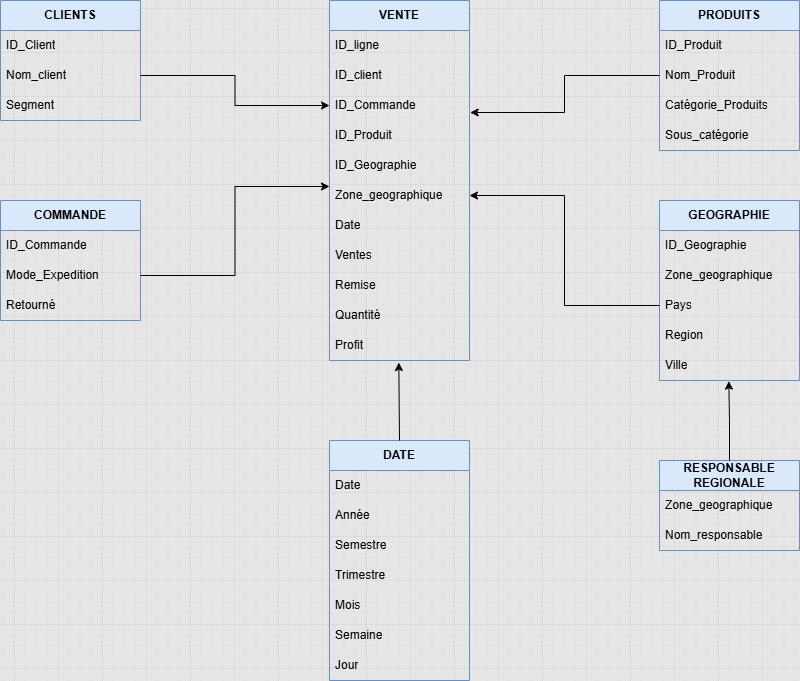 CLIENTS
ID_Client
Nom_client
Segment
VENTE
ID_ligne
ID_client
ID_Commande
ID_Produit
ID_Geographie
Zone_geographique
Date
Ventes
Remise
Quantité
Profit
PRODUITS
ID_Produit
Nom_Produit
Catégorie_Produits
Sous_catégorie
COMMANDE
ID_Commande
Mode_Expedition
Retourné
GEOGRAPHIE
ID_Geographie
Zone_geographique
Pays
Region
Ville
DATE
Date
Année
Semestre
Trimestre
Mois
Semaine
Jour
RESPONSABLE
REGIONALE
Zone_geographique
Nom_responsable